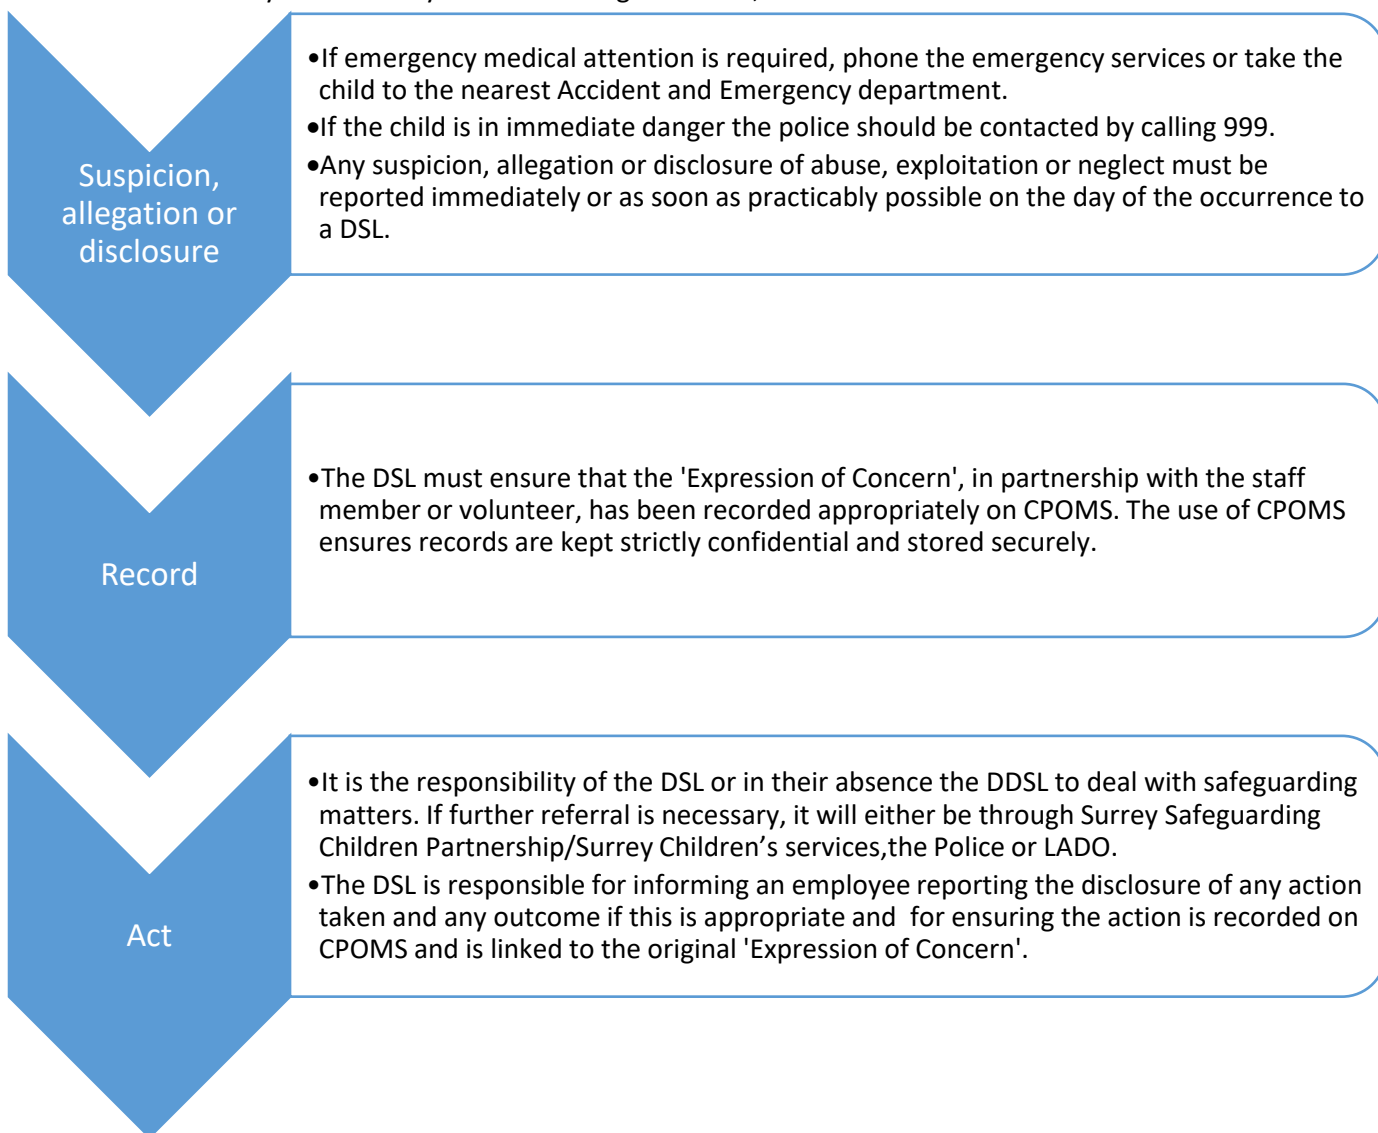 Suspicion,
allegation or
disclosure
•If emergency medical attention is required, phone the emergency services or take the
child to the nearest Accident and Emergency department.
•If the child is in immediate danger the police should be contacted by calling 999.
•Any suspicion, allegation or disclosure of abuse, exploitation or neglect must be
reported immediately or as soon as practicably possible on the day of the occurrence to
a DSL.
Record
•The DSL must ensure that the 'Expression of Concern', in partnership with the staff
member or volunteer, has been recorded appropriately on CPOMS. The use of CPOMS
ensures records are kept strictly confidential and stored securely.
Act
•It is the responsibility of the DSL or in their absence the DDSL to deal with safeguarding
matters. If further referral is necessary, it will either be through Surrey Safeguarding
Children Partnership/Surrey Children’s services,the Police or LADO.
•The DSL is responsible for informing an employee reporting the disclosure of any action
taken and any outcome if this is appropriate and  for ensuring the action is recorded on
CPOMS and is linked to the original 'Expression of Concern'.